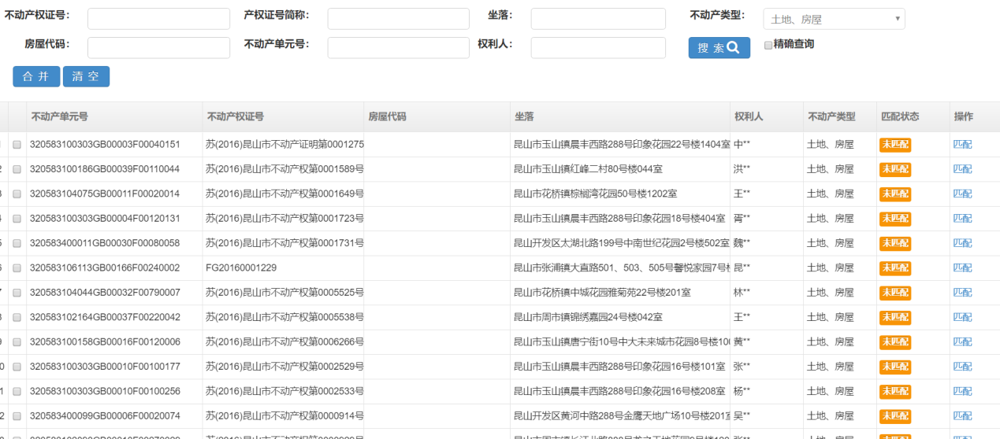 不动产权证号： 产权证号简称： 坐落： 不动产类型： 土地、房屋
房屋代码： 不动产单元号： 权利人： 搜 索 精确查询
合 并 清 空
不动产单元号 不动产权证号 房屋代码 坐落 权利人 不动产类型 匹配状态 操作
320583100303GB00003F00040151 苏(2016)昆山市不动产证明第0001275 昆山市玉山镇晨丰西路288号印象花园22号楼1404室 中** 土地、房屋 未匹配 匹配
320583100186GB00039F00110044 苏(2016)昆山市不动产权第0001589号 昆山市玉山镇红峰二村80号楼044室 洪** 土地、房屋 未匹配 匹配
320583104075GB00011F00020014 苏(2016)昆山市不动产权第0001649号 昆山市花桥镇棕榈湾花园50号楼1202室 王** 土地、房屋 未匹配 匹配
320583100303GB00004F00120131 苏(2016)昆山市不动产权第0001723号 昆山市玉山镇晨丰西路288号印象花园18号楼404室 胥** 土地、房屋 未匹配 匹配
320583400011GB00030F00080058 苏(2016)昆山市不动产权第0001731号 昆山开发区太湖北路199号中南世纪花园2号楼502室 魏** 土地、房屋 未匹配 匹配
320583106113GB00166F00240002 FG20160001229 昆山市张浦镇大直路501、503、505号馨悦家园7号 昆** 土地、房屋 未匹配 匹配
320583104044GB00032F00790007 苏(2016)昆山市不动产权第0005525号 昆山市花桥镇中城花园雅菊苑22号楼201室 林** 土地、房屋 未匹配 匹配
320583102164GB00037F00220042 苏(2016)昆山市不动产权第0005538号 昆山市周市镇锦绣嘉园24号楼042室 王** 土地、房屋 未匹配 匹配
320583100158GB00016F00120006 苏(2016)昆山市不动产权第0006266号 昆山市玉山镇唐宁街10号中大未来城市花园8号楼10 黄** 土地、房屋 未匹配 匹配
320583100303GB00010F00100177 苏(2016)昆山市不动产权第0002529号 昆山市玉山镇晨丰西路288号印象花园16号楼101室 张** 土地、房屋 未匹配 匹配
320583100303GB00010F00100256 苏(2016)昆山市不动产权第0002533号 昆山市玉山镇晨丰西路288号印象花园16号楼208室 杨** 土地、房屋 未匹配 匹配
320583400099GB00006F00020074 苏(2016)昆山市不动产权第0000914号 昆山开发区黄河中路288号金鹰天地广场10号楼201 吴** 土地、房屋 未匹配 匹配